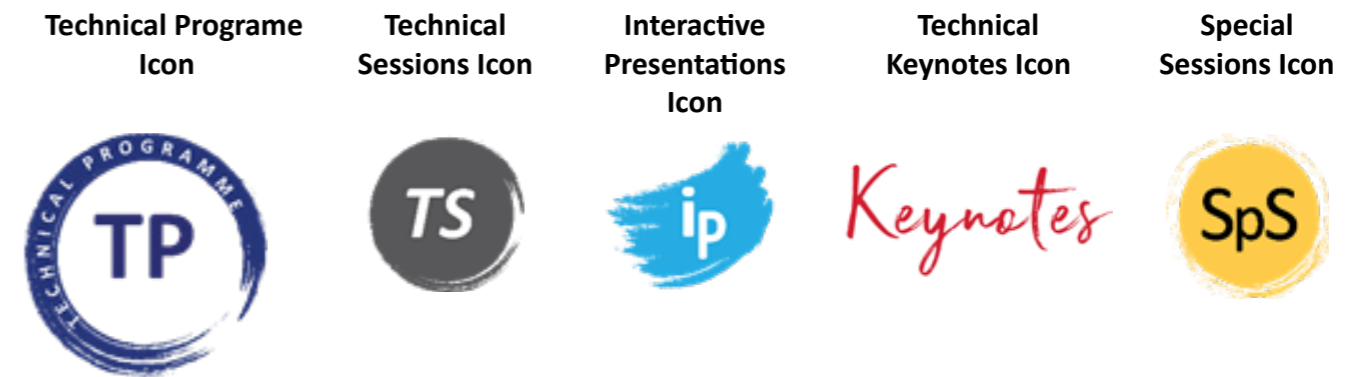 Technical Programe
Icon
Technical
Sessions Icon
Interactive
Presentations
Icon
Technical
Keynotes Icon
Special
Sessions Icon
TECHNICAL PROGRAMME
TP
TS
ip
Keynotes
SpS